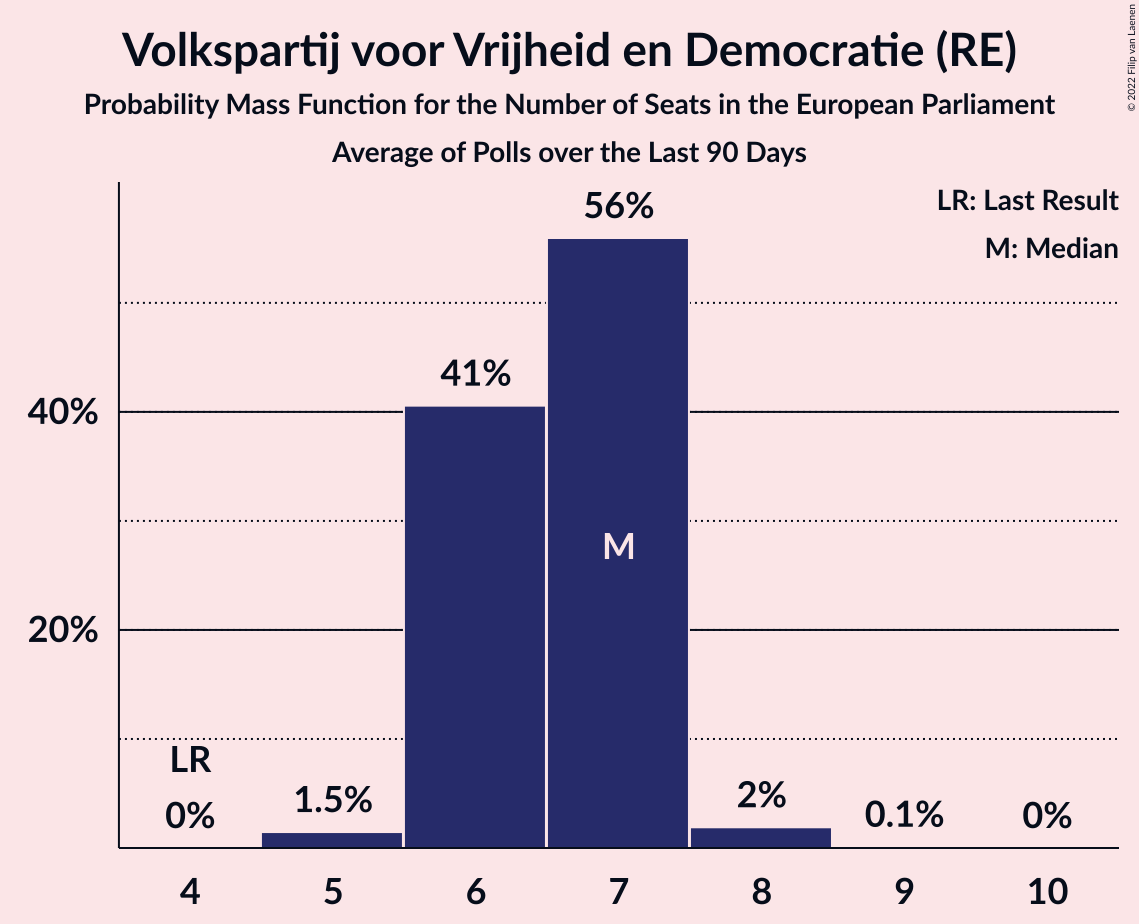 Volkspartij voor Vrijheid en Democratie (RE)
Probability Mass Function for the Number of Seats in the European Parliament
Average of Polls over the Last 90 Days
© 2022 Filip van Laenen
LR: Last Result
M: Median
56%
41%
40%
M
20%
LR
0%
1.5%
2%
0.1%
0%
4 5 6 7 8 9 10